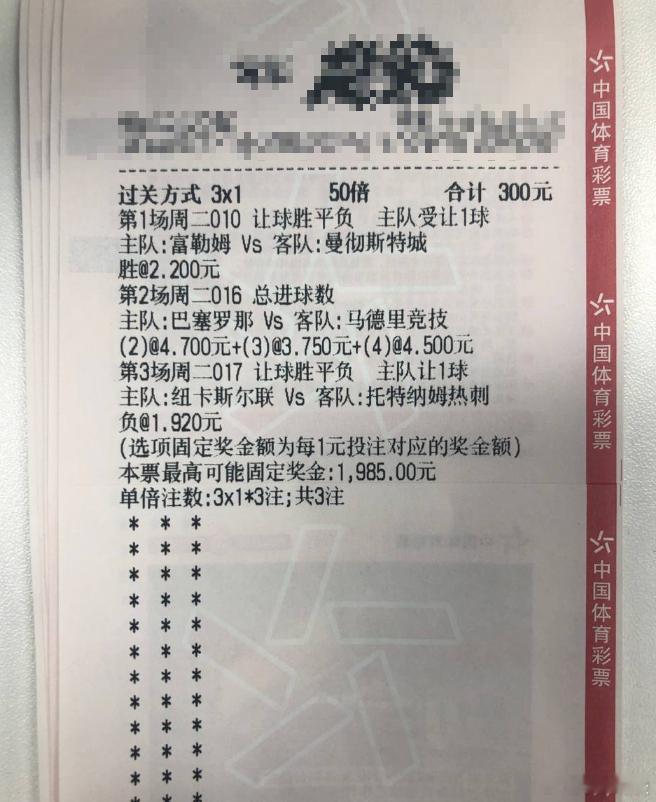 过关方式 3x1 50倍 合计 300元
第1场周二010 让球胜平负 主队受让1球
主队:富勒姆 Vs 客队:曼彻斯特城
胜@2.200元
第2场周二016 总进球数
主队:巴塞罗那 Vs 客队:马德里竞技
(2)@4.700元+(3)@3.750元+(4)@4.500元
第3场周二017 让球胜平负 主队让1球
主队:纽卡斯尔联 Vs 客队:托特纳姆热刺
负@1.920元
(选项固定奖金额为每1元投注对应的奖金额)
本票最高可能固定奖金:1,985.00元
单倍注数:3x1*3注;共3注
* * *
* * *
* * *
* * *
* * *
* * *
* * *
* * *
* * *
* * *
* * *
中国体育彩票
中国体育彩票
中国体育彩票